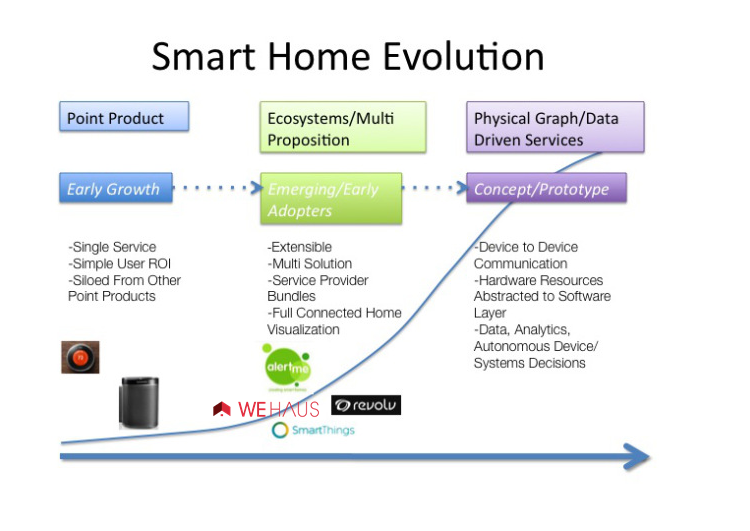 Smart Home Evolution
Point Product
Ecosystems/Multi
Proposition
Physical Graph/Data
Driven Services
Early Growth
Emerging/Early
Adopters
Concept/Prototype
-Single Service
-Simple User ROI
-Siloed From Other
Point Products
-Extensible
-Multi Solution
-Service Provider
Bundles
-Full Connected Home
Visualization
-Device to Device
Communication
-Hardware Resources
Abstracted to Software
Layer
-Data, Analytics,
Autonomous Device/
Systems Decisions
alertme
WEHAUS
revolv
SmartThings